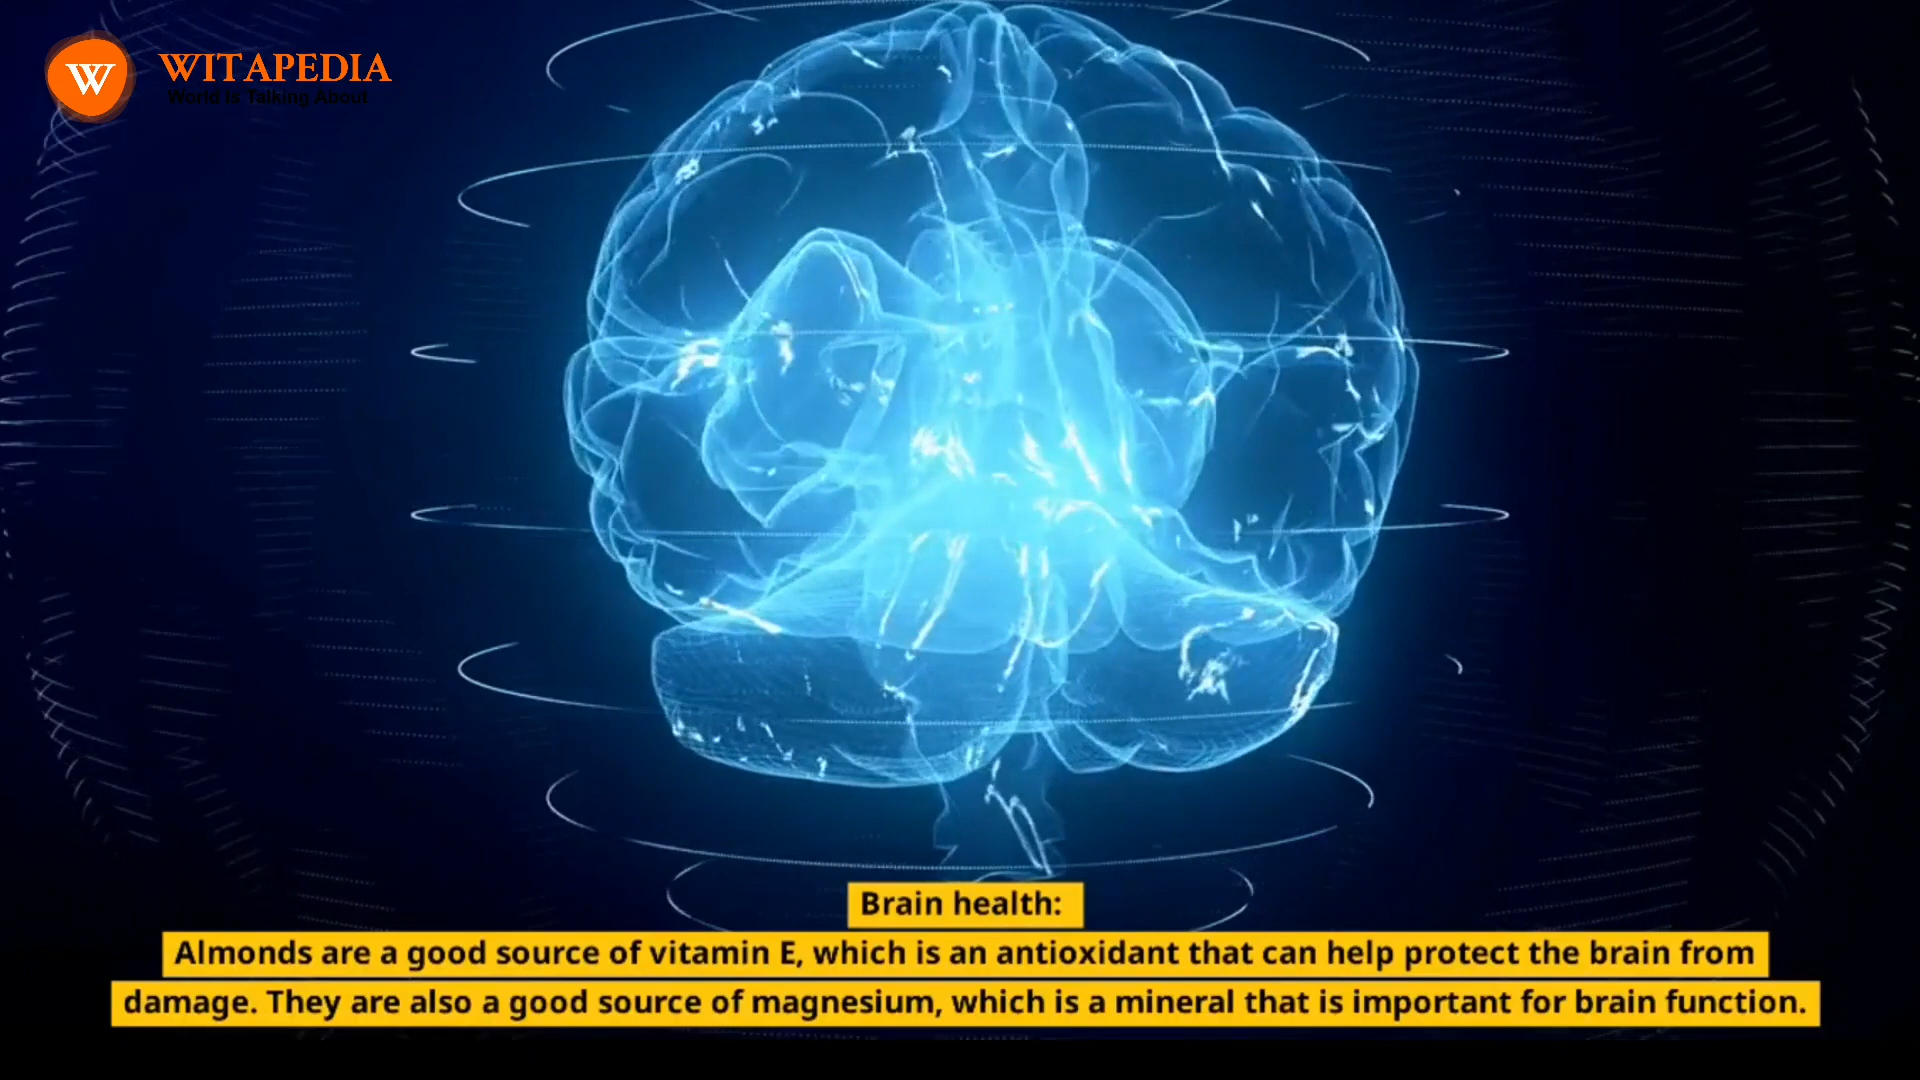 W
WITAPEDIA
World Is Talking About
Brain health:
Almonds are a good source of vitamin E, which is an antioxidant that can help protect the brain from
damage. They are also a good source of magnesium, which is a mineral that is important for brain function.